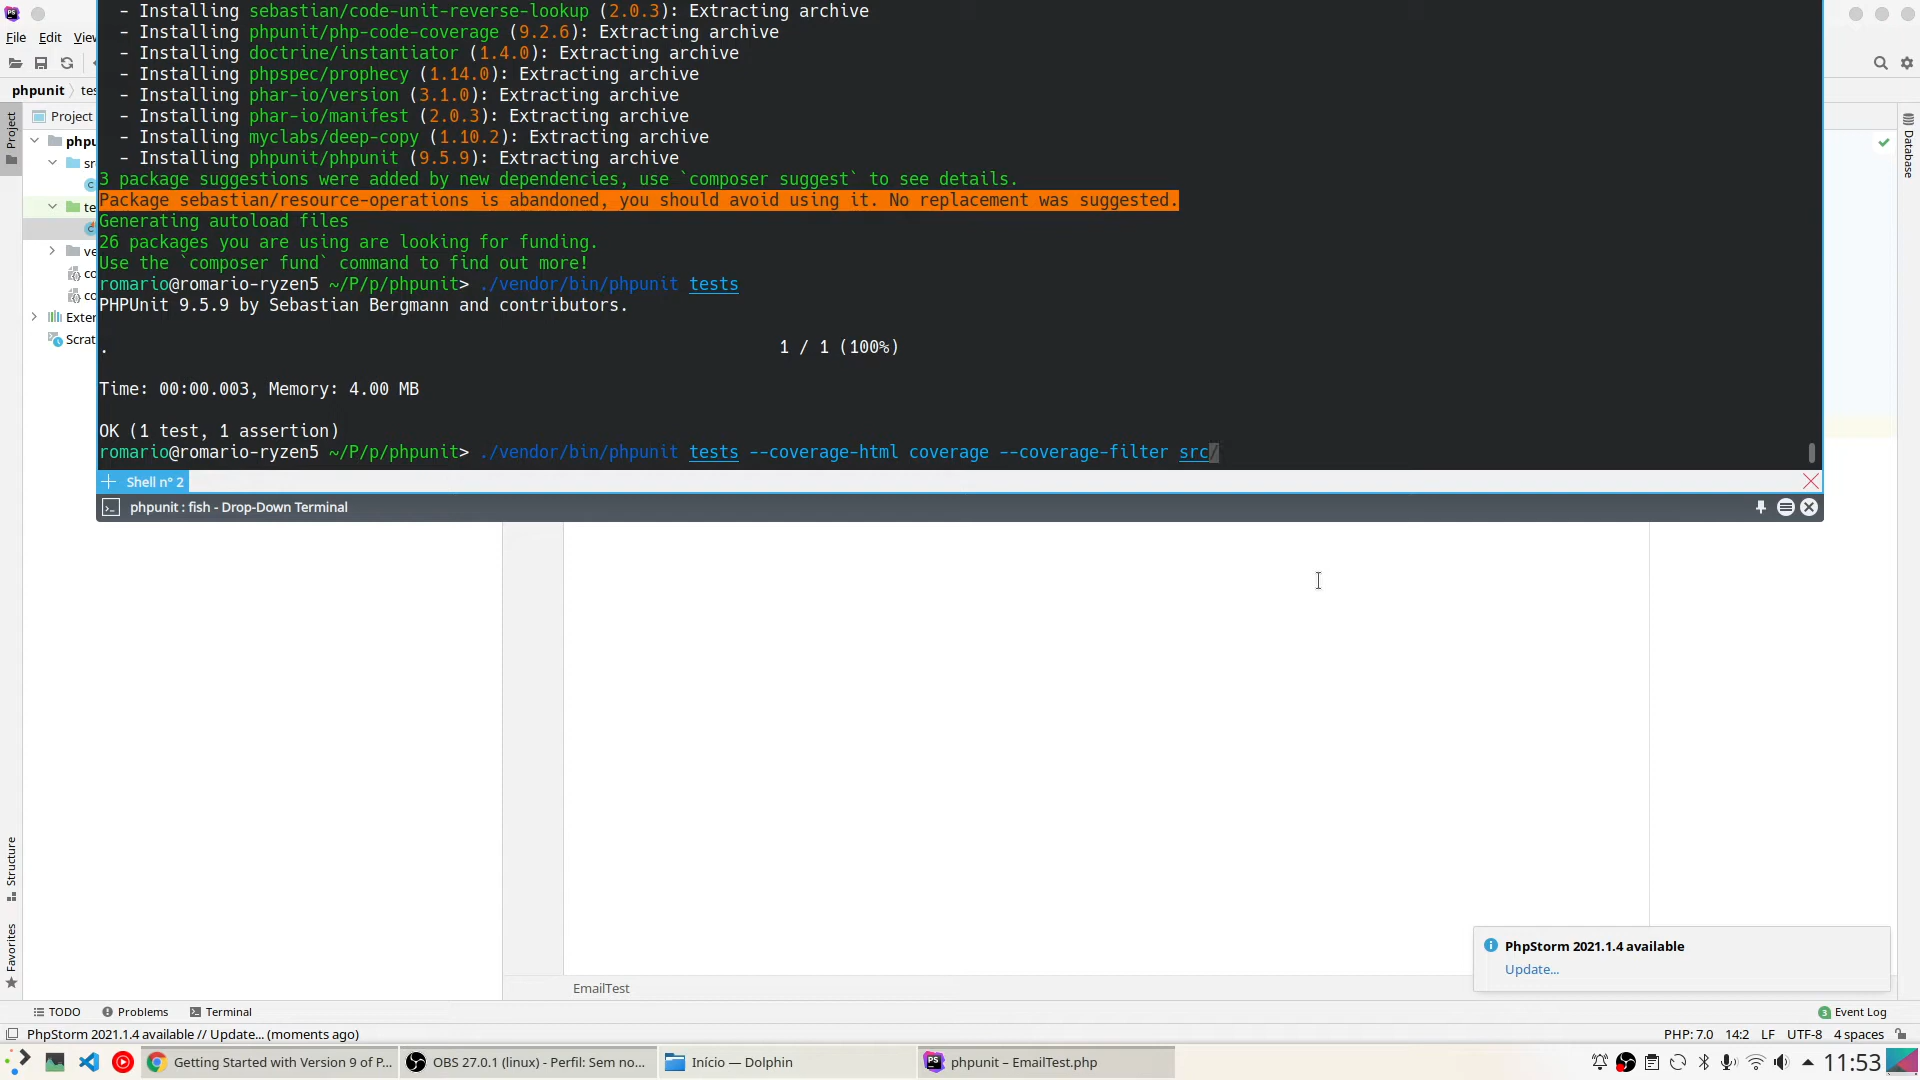 - Installing sebastian/code-unit-reverse-lookup (2.0.3): Extracting archive
- Installing phpunit/php-code-coverage (9.2.6): Extracting archive
- Installing doctrine/instantiator (1.4.0): Extracting archive
- Installing phpspec/prophecy (1.14.0): Extracting archive
- Installing phar-io/version (3.1.0): Extracting archive
- Installing phar-io/manifest (2.0.3): Extracting archive
- Installing myclabs/deep-copy (1.10.2): Extracting archive
- Installing phpunit/phpunit (9.5.9): Extracting archive
3 package suggestions were added by new dependencies, use `composer suggest` to see details.
Package sebastian/resource-operations is abandoned, you should avoid using it. No replacement was suggested.
Generating autoload files
26 packages you are using are looking for funding.
Use the `composer fund` command to find out more!
romario@romario-ryzen5 ~/P/p/phpunit> ./vendor/bin/phpunit tests
PHPUnit 9.5.9 by Sebastian Bergmann and contributors.
. 1 / 1 (100%)
Time: 00:00.003, Memory: 4.00 MB
OK (1 test, 1 assertion)
romario@romario-ryzen5 ~/P/p/phpunit> ./vendor/bin/phpunit tests --coverage-html coverage --coverage-filter src/
Shell n° 2
phpunit : fish - Drop-Down Terminal
File Edit View
phpunit
Project
Project
Database
Structure
Favorites
PhpStorm 2021.1.4 available
Update...
EmailTest
TODO Problems Terminal
3 Event Log
PhpStorm 2021.1.4 available // Update... (moments ago)
PHP: 7.0 14:2 LF UTF-8 4 spaces
Getting Started with Version 9 of P...
OBS 27.0.1 (linux) - Perfil: Sem no...
Início — Dolphin
phpunit – EmailTest.php
11:53